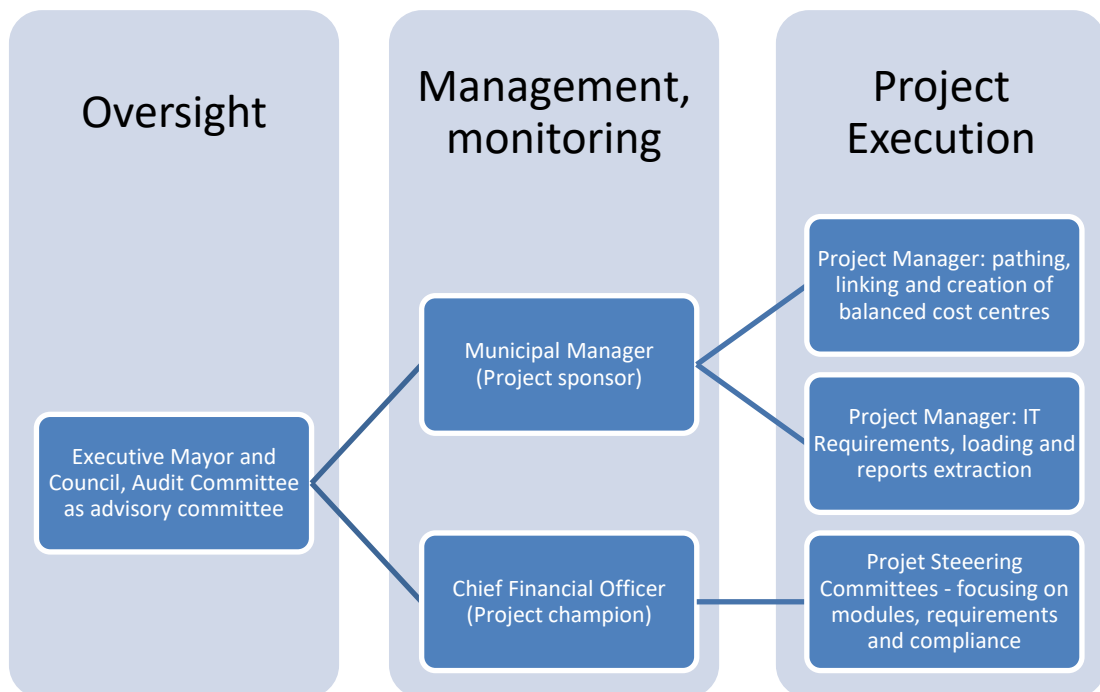 Oversight
Management,
monitoring
Project
Execution
Executive Mayor and
Council, Audit Committee
as advisory committee
Municipal Manager
(Project sponsor)
Chief Financial Officer
(Project champion)
Project Manager: pathing,
linking and creation of
balanced cost centres
Project Manager: IT
Requirements, loading and
reports extraction
Projet Steeering
Committees - focusing on
modules, requirements
and compliance